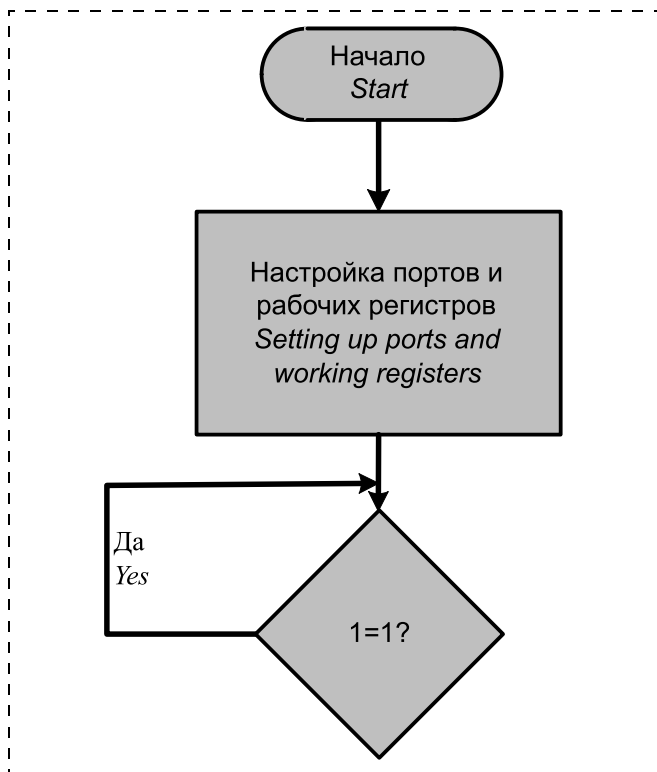 Начало
Start
Настройка портов и
рабочих регистров
Setting up ports and
working registers
Да
Yes
1=1?